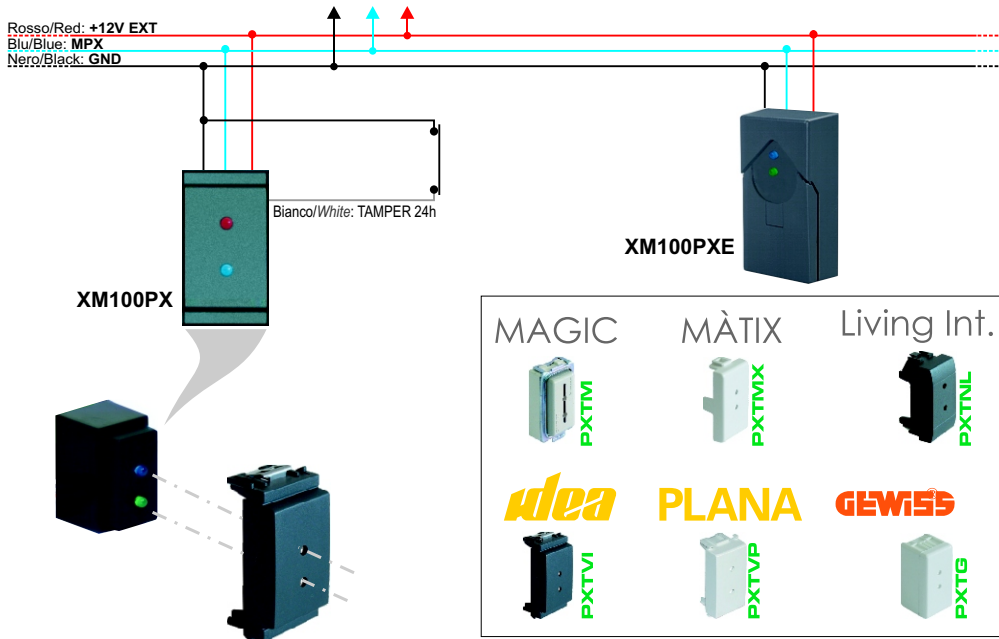 Rosso/Red: +12V EXT
Blu/Blue: MPX
Nero/Black: GND
Bianco/White: TAMPER 24h
XM100PX
XM100PXE
MAGIC
MÀTIX
Living Int.
PXTM
PXTMX
PXTNL
idea
PLANA
GEWiSS®
PXTVI
PXTVP
PXTG